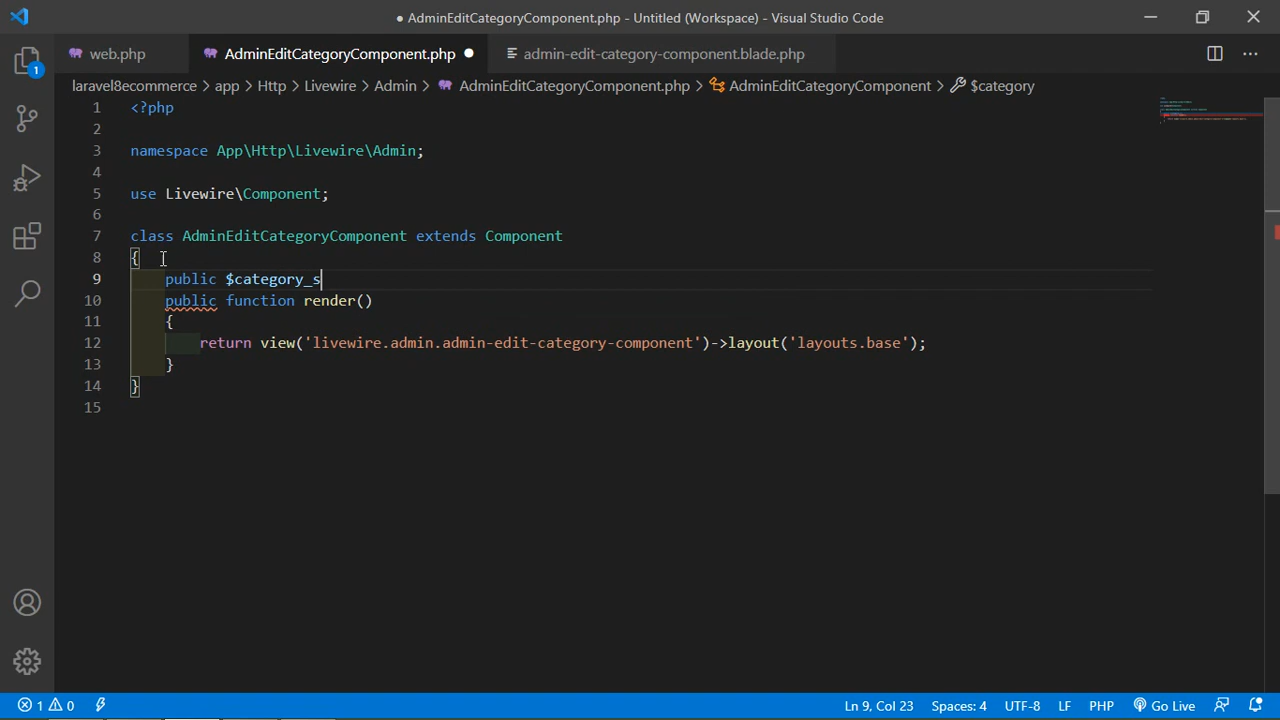 ● AdminEditCategoryComponent.php - Untitled (Workspace) - Visual Studio Code
web.php AdminEditCategoryComponent.php ● admin-edit-category-component.blade.php
laravel8ecommerce > app > Http > Livewire > Admin > AdminEditCategoryComponent.php > AdminEditCategoryComponent > $category
1 <?php
2
3 namespace App\Http\Livewire\Admin;
4
5 use Livewire\Component;
6
7 class AdminEditCategoryComponent extends Component
8 {
9 public $category_s
10 public function render()
11 {
12 return view('livewire.admin.admin-edit-category-component')->layout('layouts.base');
13 }
14 }
15
1
1 0 Ln 9, Col 23 Spaces: 4 UTF-8 LF PHP Go Live